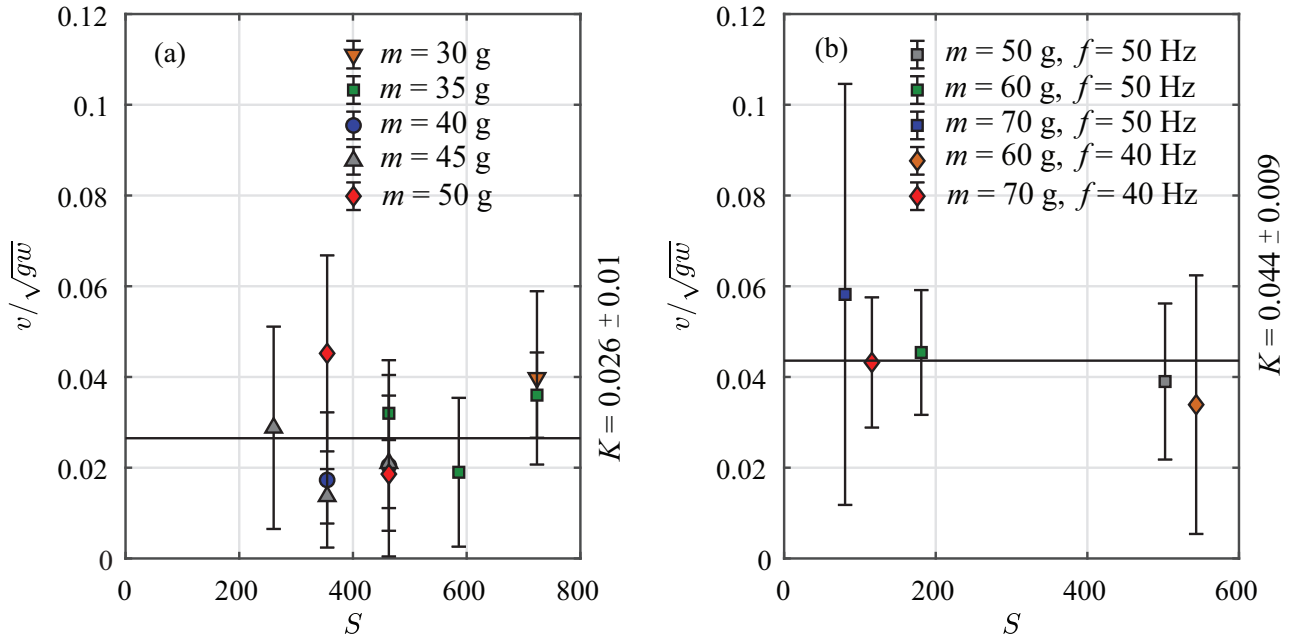 (a)
m = 30 g
m = 35 g
m = 40 g
m = 45 g
m = 50 g
0.12
0.1
0.08
0.06
0.04
0.02
0
v/√gw
0 200 400 600 800
S
K = 0.026 ± 0.01
(b)
m = 50 g, f = 50 Hz
m = 60 g, f = 50 Hz
m = 70 g, f = 50 Hz
m = 60 g, f = 40 Hz
m = 70 g, f = 40 Hz
0.12
0.1
0.08
0.06
0.04
0.02
0
v/√gw
0 200 400 600
S
K = 0.044 ± 0.009